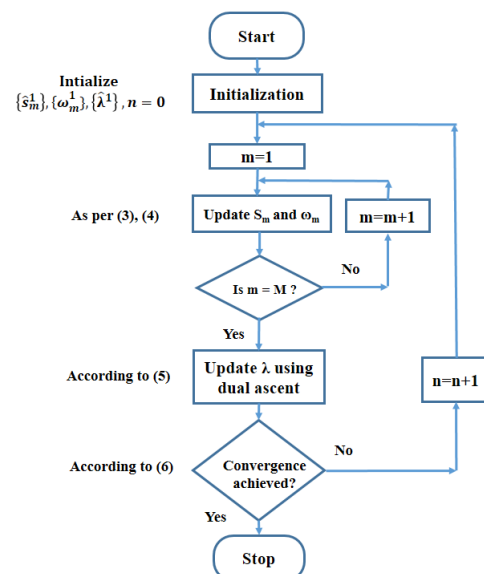 Start
Intialize
{ŝ¹ₘ},{ω¹ₘ},{λ̂¹}, n = 0
Initialization
m=1
As per (3), (4)
Update Sₘ and ωₘ
m=m+1
No
Is m = M ?
Yes
According to (5)
Update λ using
dual ascent
n=n+1
No
According to (6)
Convergence
achieved?
Yes
Stop